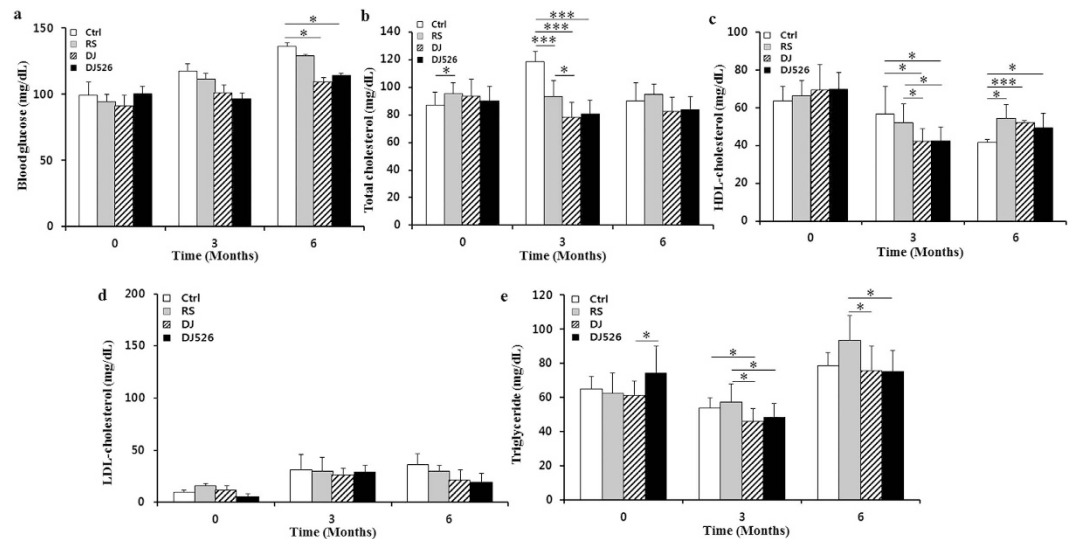 a
Blood glucose (mg/dL)
150
100
50
0
Ctrl
RS
DJ
DJ526
*
*
0
3
6
Time (Months)
b
Total cholesterol (mg/dL)
140
120
100
80
60
40
20
0
Ctrl
RS
DJ
DJ526
*
***
***
***
*
0
3
6
Time (Months)
c
HDL-cholesterol (mg/dL)
100
80
60
40
20
0
Ctrl
RS
DJ
DJ526
*
*
*
*
*
***
*
0
3
6
Time (Months)
d
LDL-cholesterol (mg/dL)
200
150
100
50
0
Ctrl
RS
DJ
DJ526
0
3
6
Time (Months)
e
Triglyceride (mg/dL)
120
100
80
60
40
20
0
Ctrl
RS
DJ
DJ526
*
*
*
*
*
*
0
3
6
Time (Months)